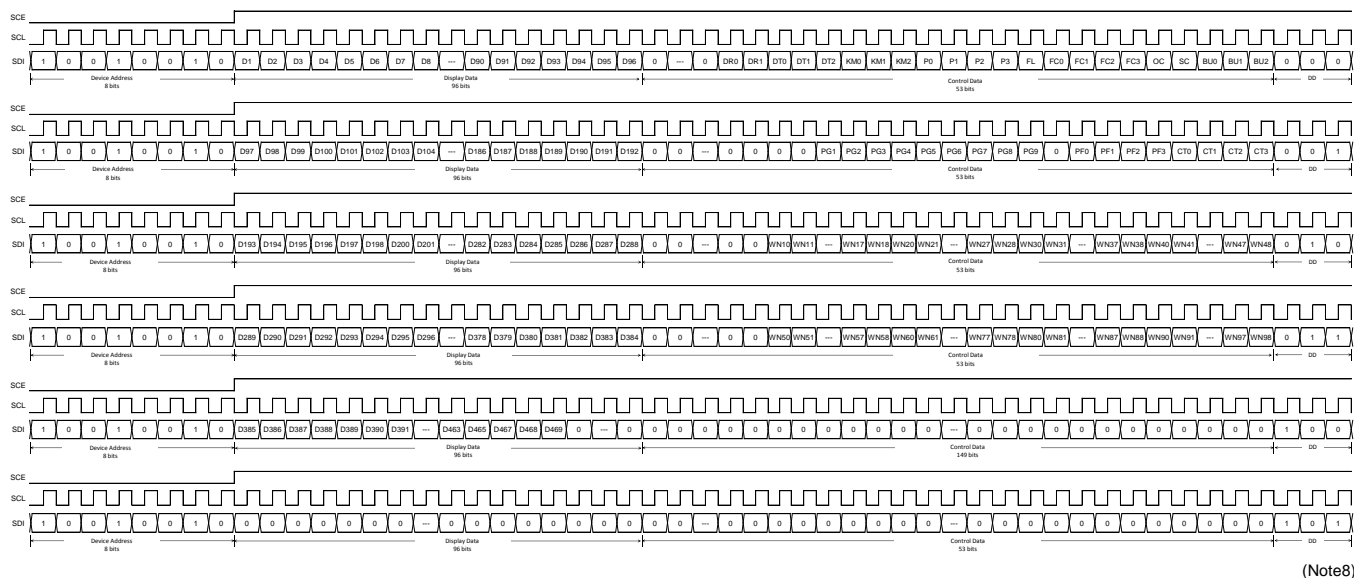 SCE
SCL
SDI 1 0 0 1 0 0 1 0 D1 D2 D3 D4 D5 D6 D7 D8 --- D90 D91 D92 D93 D94 D95 D96 0 --- 0 DR0 DR1 DT0 DT1 DT2 KM0 KM1 KM2 P0 P1 P2 P3 FL FC0 FC1 FC2 FC3 OC SC BU0 BU1 BU2 0 0 0
Device Address Display Data Control Data DD
8 bits 96 bits 53 bits
SCE
SCL
SDI 1 0 0 1 0 0 1 0 D97 D98 D99 D100 D101 D102 D103 D104 --- D186 D187 D188 D189 D190 D191 D192 0 0 --- 0 0 0 0 PG1 PG2 PG3 PG4 PG5 PG6 PG7 PG8 PG9 0 PF0 PF1 PF2 PF3 CT0 CT1 CT2 CT3 0 0 1
Device Address Display Data Control Data DD
8 bits 96 bits 53 bits
SCE
SCL
SDI 1 0 0 1 0 0 1 0 D193 D194 D195 D196 D197 D198 D200 D201 --- D282 D283 D284 D285 D286 D287 D288 0 0 --- 0 0 WN10 WN11 --- WN17 WN18 WN20 WN21 --- WN27 WN28 WN30 WN31 --- WN37 WN38 WN40 WN41 --- WN47 WN48 0 1 0
Device Address Display Data Control Data DD
8 bits 96 bits 53 bits
SCE
SCL
SDI 1 0 0 1 0 0 1 0 D289 D290 D291 D292 D293 D294 D295 D296 --- D378 D379 D380 D381 D382 D383 D384 0 0 0 --- 0 WN50 WN51 --- WN57 WN58 WN60 WN61 --- WN77 WN78 WN80 WN81 --- WN87 WN88 WN90 WN91 --- WN97 WN98 0 1 1
Device Address Display Data Control Data DD
8 bits 96 bits 53 bits
SCE
SCL
SDI 1 0 0 1 0 0 1 0 D385 D386 D387 D388 D389 D390 D391 --- D463 D465 D467 D468 D469 0 --- 0 0 0 0 0 0 0 0 0 0 0 0 0 --- 0 0 0 0 0 0 0 0 0 0 0 0 1 0 0
Device Address Display Data Control Data DD
8 bits 96 bits 149 bits
SCE
SCL
SDI 1 0 0 1 0 0 1 0 0 0 0 0 0 0 0 --- 0 0 0 0 0 0 0 0 0 0 --- 0 0 0 0 0 0 0 0 0 --- 0 0 0 0 0 0 0 0 0 0 0 0 1 0 1
Device Address Display Data Control Data DD
8 bits 96 bits 53 bits
(Note8)